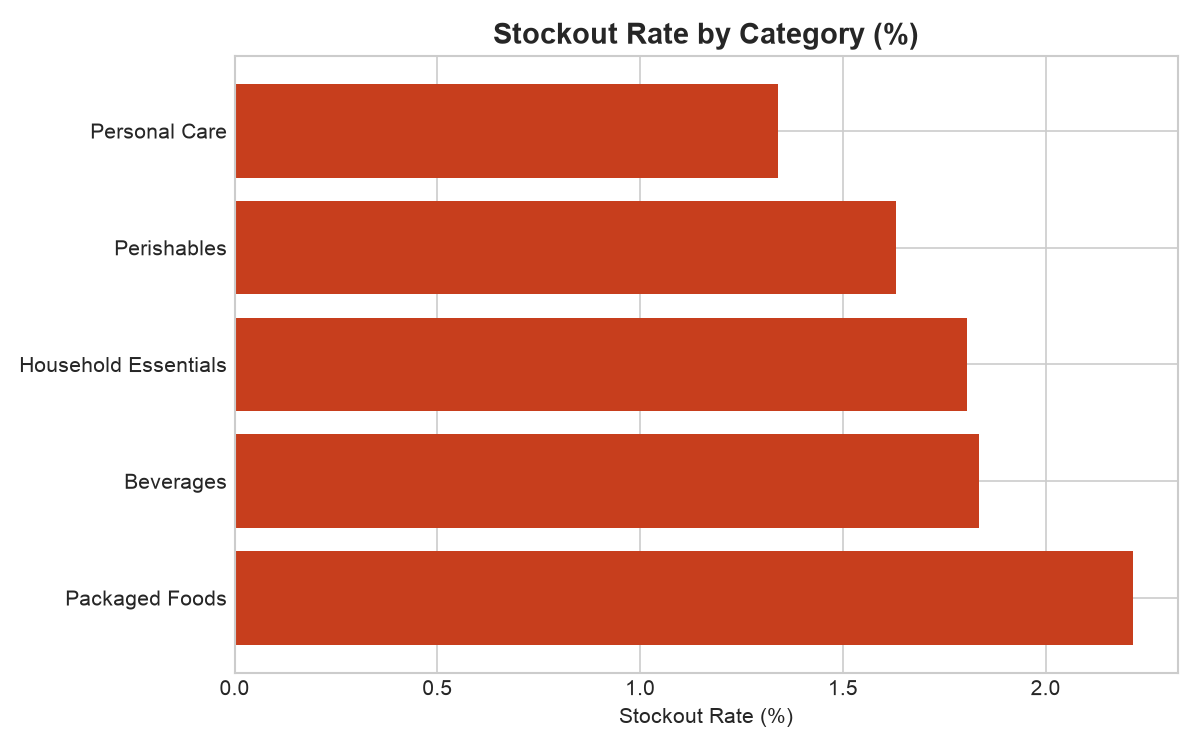 Stockout Rate by Category (%)
Personal Care
Perishables
Household Essentials
Beverages
Packaged Foods
0.0 0.5 1.0 1.5 2.0
Stockout Rate (%)